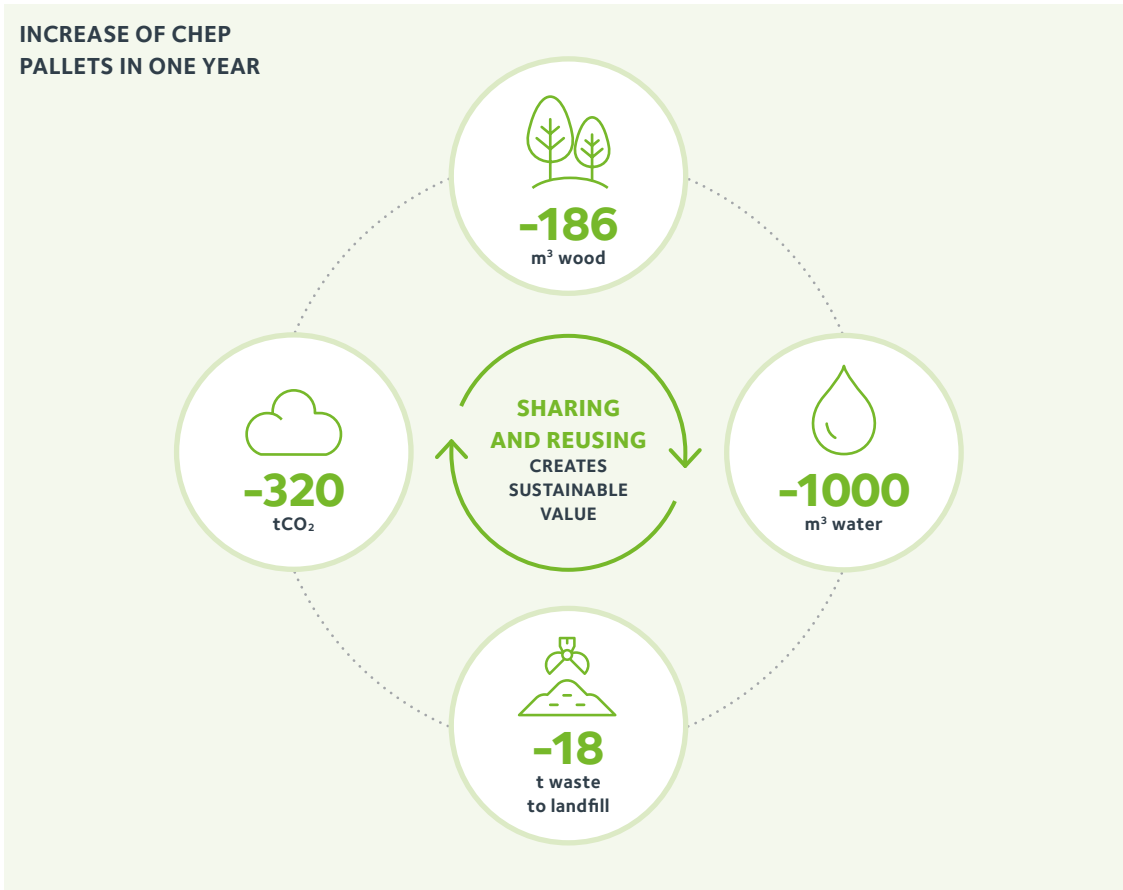 INCREASE OF CHEP
PALLETS IN ONE YEAR
-186
m³ wood
-320
tCO₂
SHARING
AND REUSING
CREATES
SUSTAINABLE
VALUE
-1000
m³ water
-18
t waste
to landfill